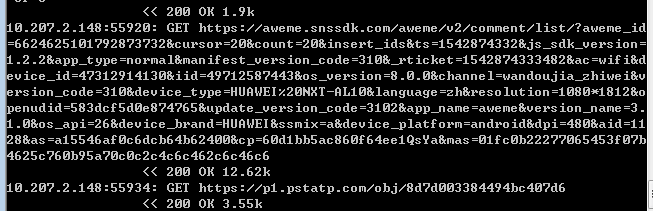 << 200 OK 1.9k
10.207.2.148:55920: GET https://aweme.snssdk.com/aweme/v2/comment/list/?aweme_id
=6624625101792873732&cursor=20&count=20&insert_ids&ts=1542874332&js_sdk_version=
1.2.2&app_type=normal&manifest_version_code=310&_rticket=1542874333482&ac=wifi&d
evice_id=47312914130&iid=49712587443&os_version=8.0.0&channel=wandoujia_zhiwei&v
ersion_code=310&device_type=HUAWEI%20NXT-AL10&language=zh&resolution=1080*1812&o
penudid=583dcf5d0e874765&update_version_code=3102&app_name=aweme&version_name=3.
1.0&os_api=26&device_brand=HUAWEI&ssmix=a&device_platform=android&dpi=480&aid=11
28&as=a15546af0c6dcb64b62400&cp=60d1bb5ac860f64ee1QsYa&mas=01fc0b22277065453f07b
4625c760b95a70c0c2c4c6c462c6c46c6
<< 200 OK 12.62k
10.207.2.148:55934: GET https://p1.pstatp.com/obj/8d7d003384494bc407d6
<< 200 OK 3.55k